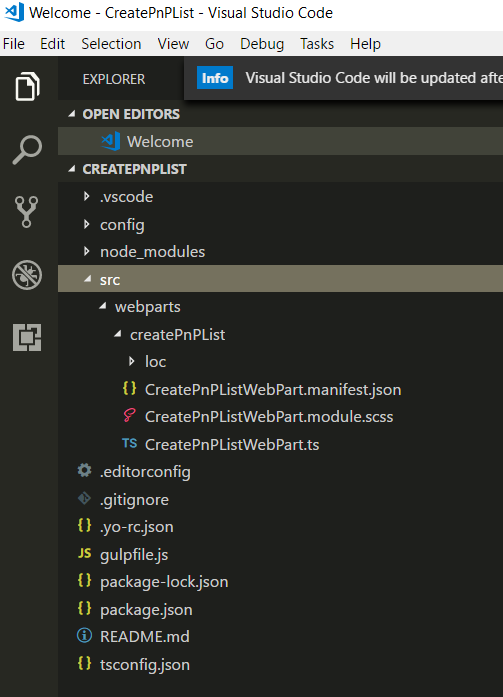 Welcome - CreatePnPList - Visual Studio Code
File Edit Selection View Go Debug Tasks Help
EXPLORER
Info Visual Studio Code will be updated afte
OPEN EDITORS
Welcome
CREATEPNPLIST
.vscode
config
node_modules
src
webparts
createPnPList
loc
{} CreatePnPListWebPart.manifest.json
CreatePnPListWebPart.module.scss
TS CreatePnPListWebPart.ts
.editorconfig
.gitignore
{} .yo-rc.json
JS gulpfile.js
{} package-lock.json
{} package.json
README.md
{} tsconfig.json